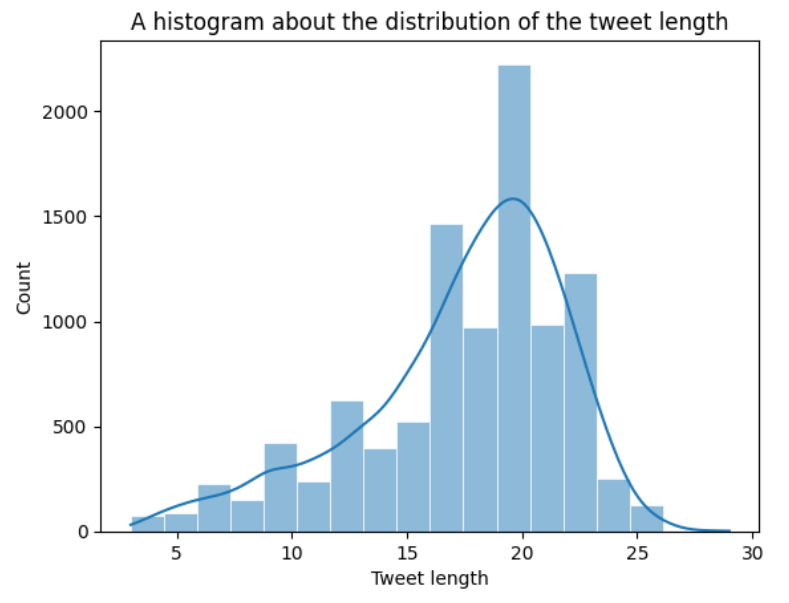 A histogram about the distribution of the tweet length
2000
1500
1000
500
0
Count
5 10 15 20 25 30
Tweet length